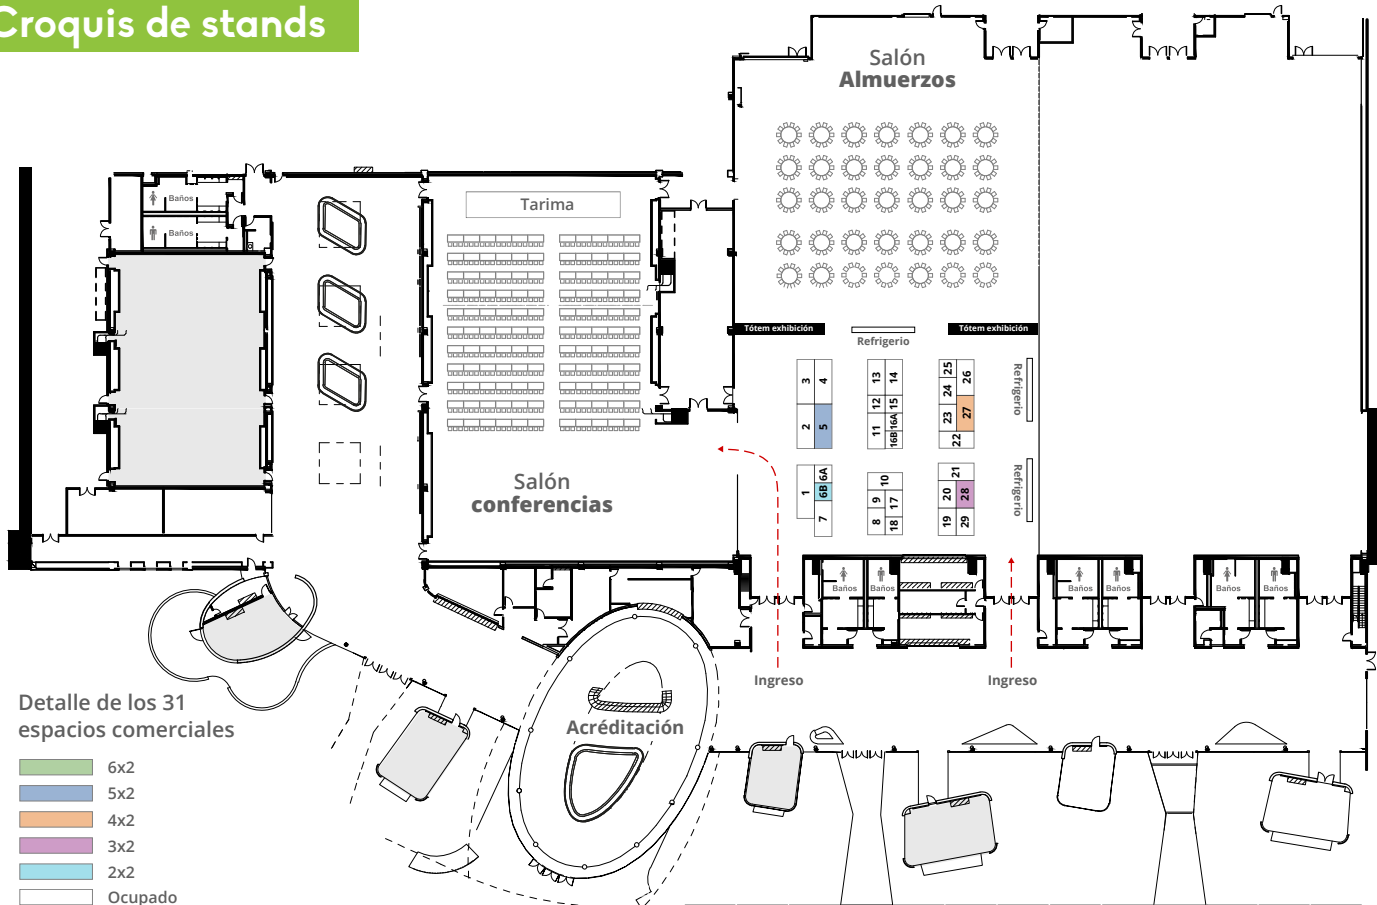 Croquis de stands
Salón
Almuerzos
Baños
Baños
Tarima
Tótem exhibición
Refrigerio
Tótem exhibición
3
4
13
14
25
24
26
Refrigerio
2
5
12
15
11
16A
16B
23
27
22
Salón
conferencias
1
6A
6B
7
10
9
17
8
18
21
20
28
19
29
Refrigerio
Baños
Baños
Baños
Baños
Baños
Baños
Ingreso
Ingreso
Acréditación
Detalle de los 31
espacios comerciales
6x2
5x2
4x2
3x2
2x2
Ocupado